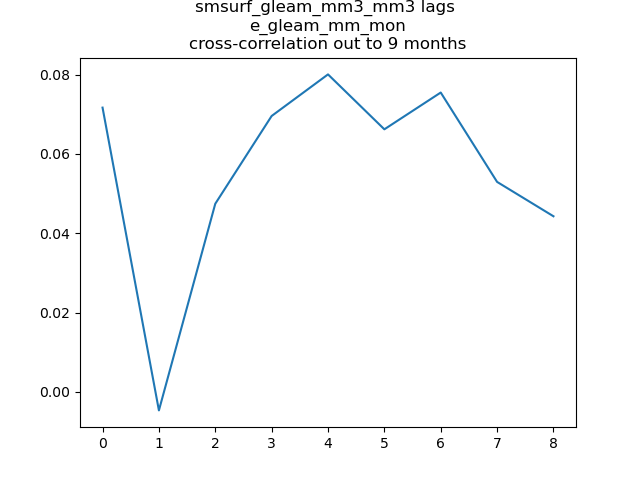 smsurf_gleam_mm3_mm3 lags
e_gleam_mm_mon
cross-correlation out to 9 months
0.08
0.06
0.04
0.02
0.00
0 1 2 3 4 5 6 7 8